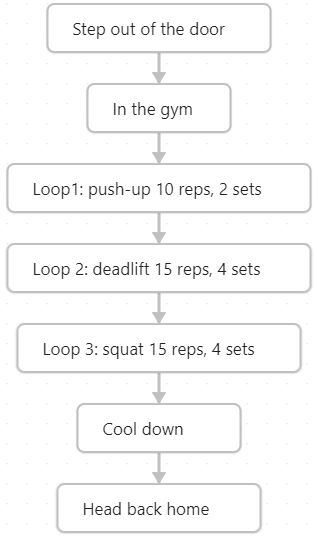 Step out of the door
In the gym
Loop1: push-up 10 reps, 2 sets
Loop 2: deadlift 15 reps, 4 sets
Loop 3: squat 15 reps, 4 sets
Cool down
Head back home